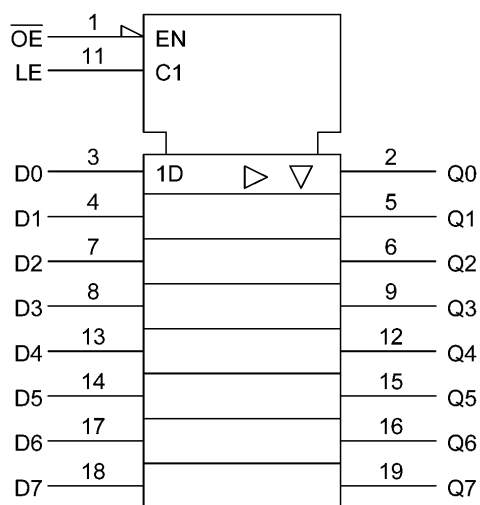 O̅E̅ 1 EN
LE 11 C1
D0 3 1D 2 Q0
D1 4 5 Q1
D2 7 6 Q2
D3 8 9 Q3
D4 13 12 Q4
D5 14 15 Q5
D6 17 16 Q6
D7 18 19 Q7